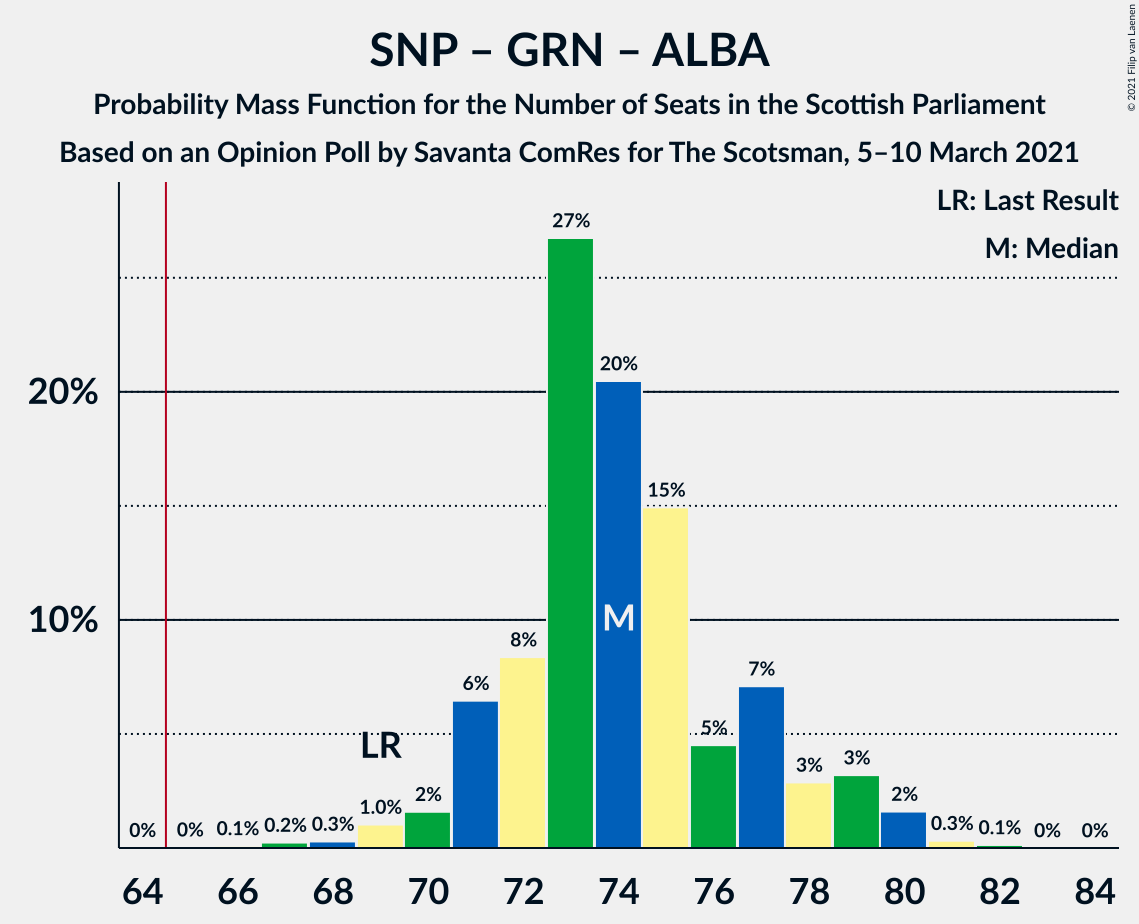 SNP – GRN – ALBA
Probability Mass Function for the Number of Seats in the Scottish Parliament
Based on an Opinion Poll by Savanta ComRes for The Scotsman, 5–10 March 2021
© 2021 Filip van Laenen
LR: Last Result
M: Median
20%
10%
0%
0%
0.1%
0.2%
0.3%
1.0%
LR
2%
6%
8%
27%
20%
M
15%
5%
7%
3%
3%
2%
0.3%
0.1%
0%
0%
64 66 68 70 72 74 76 78 80 82 84